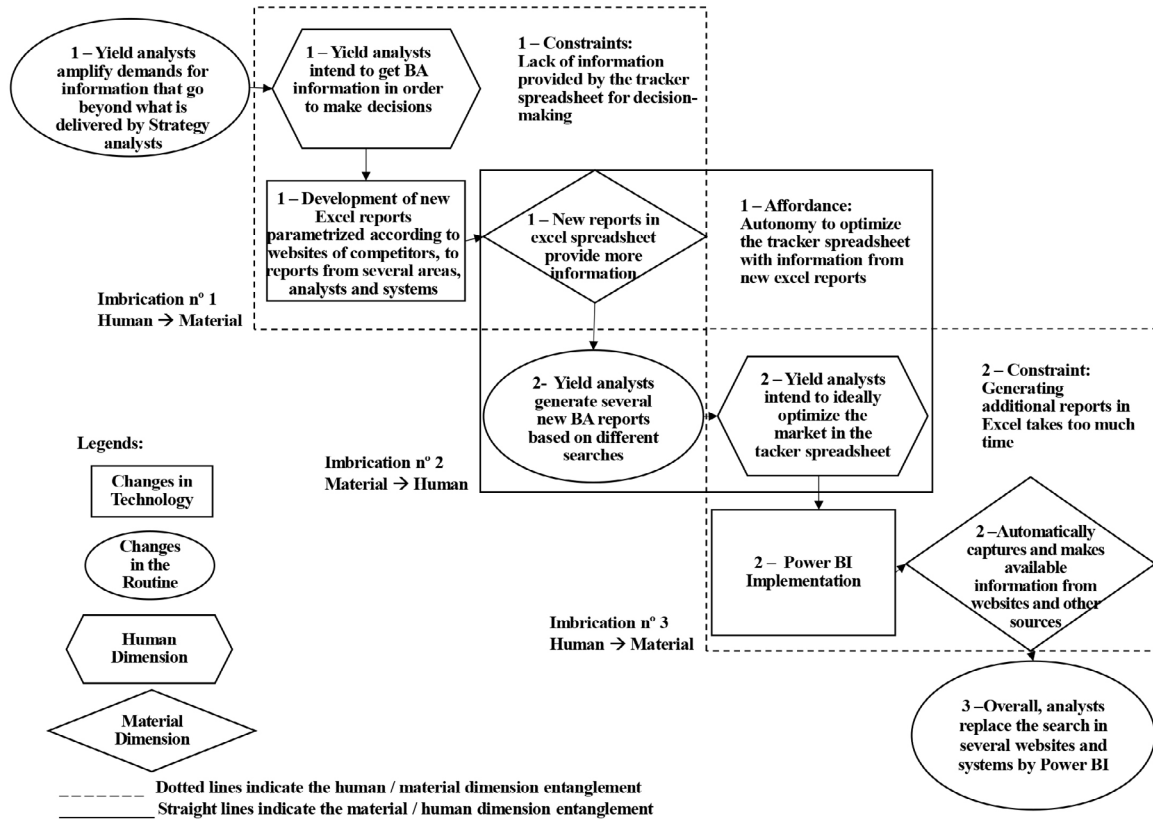 1 – Yield analysts
amplify demands for
information that go
beyond what is
delivered by Strategy
analysts
1 – Yield analysts
intend to get BA
information in order
to make decisions
1 – Constraints:
Lack of information
provided by the tracker
spreadsheet for decision-
making
1 – Development of new
Excel reports
parametrized according to
websites of competitors, to
reports from several areas,
analysts and systems
1 – New reports in
excel spreadsheet
provide more
information
1 – Affordance:
Autonomy to optimize
the tracker spreadsheet
with information from
new excel reports
Imbrication nº 1
Human → Material
2- Yield analysts
generate several
new BA reports
based on different
searches
2 – Yield analysts
intend to ideally
optimize the
market in the
tacker spreadsheet
2 – Constraint:
Generating
additional reports in
Excel takes too much
time
Imbrication nº 2
Material → Human
2 – Power BI
Implementation
2 –Automatically
captures and makes
available
information from
websites and other
sources
Imbrication nº 3
Human → Material
3 –Overall, analysts
replace the search in
several websites and
systems by Power BI
Legends:
Changes in
Technology
Changes
in the
Routine
Human
Dimension
Material
Dimension
Dotted lines indicate the human / material dimension entanglement
Straight lines indicate the material / human dimension entanglement